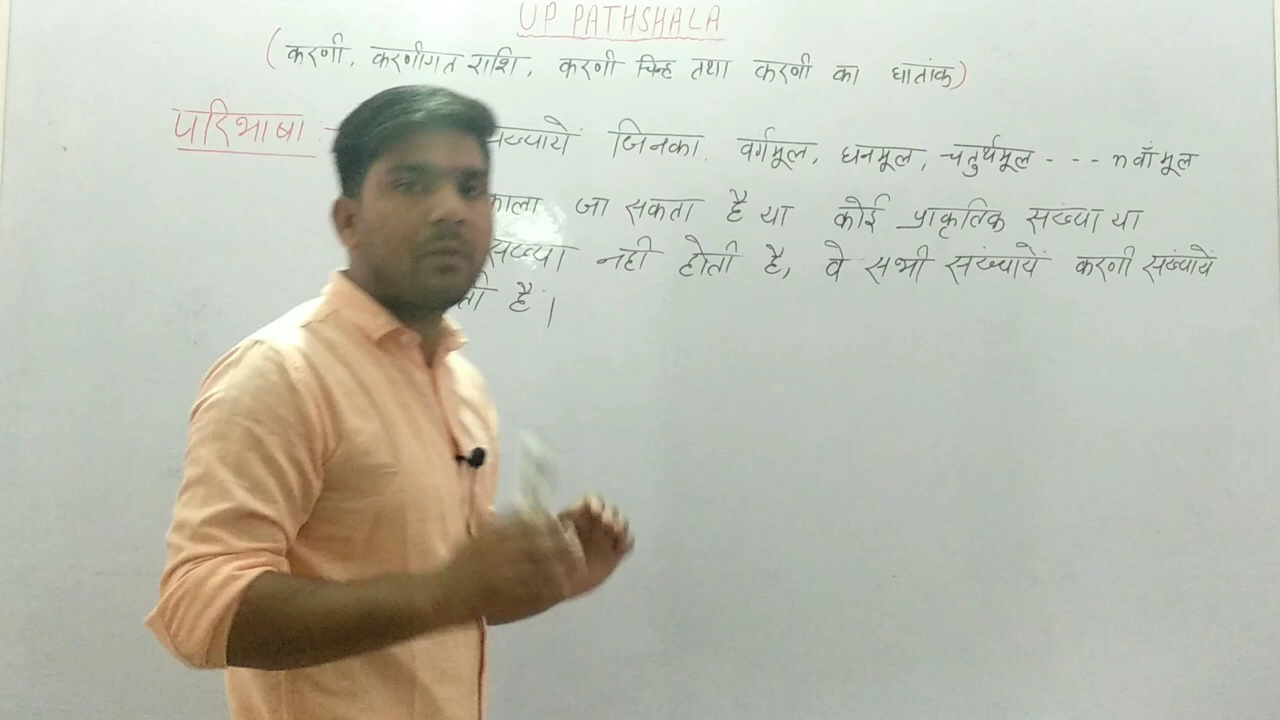 UP PATHSHALA
(करणी, करणीगत राशि, करणी चिन्ह तथा करणी का घातांक)
परिभाषा :- जिनका वर्गमूल, घनमूल, चतुर्थमूल --- nवाँ मूल
जा सकता है या कोई प्राकृतिक संख्या या
नही होती है, वे सभी संख्यायें करणी संख्यायें
है।